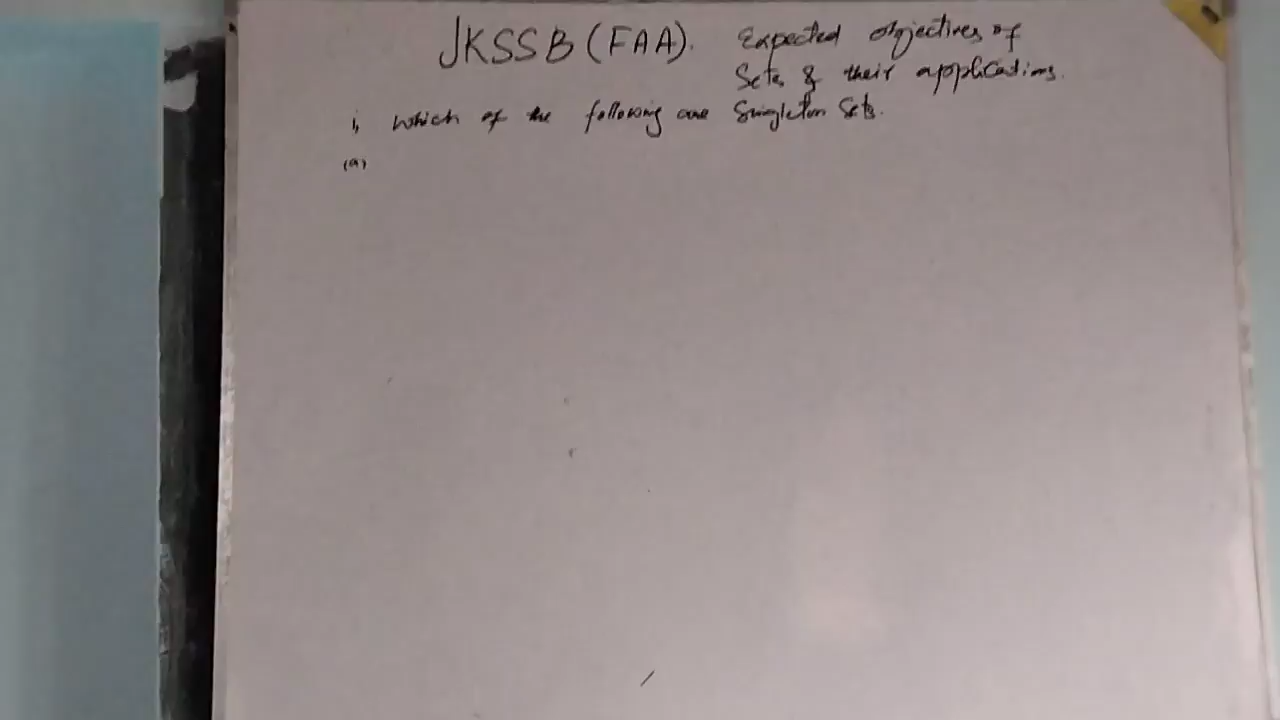 JKSSB (FAA). Expected objectives of
Sets & their applications.
1, Which of the following are Singleton Sets.
(a)